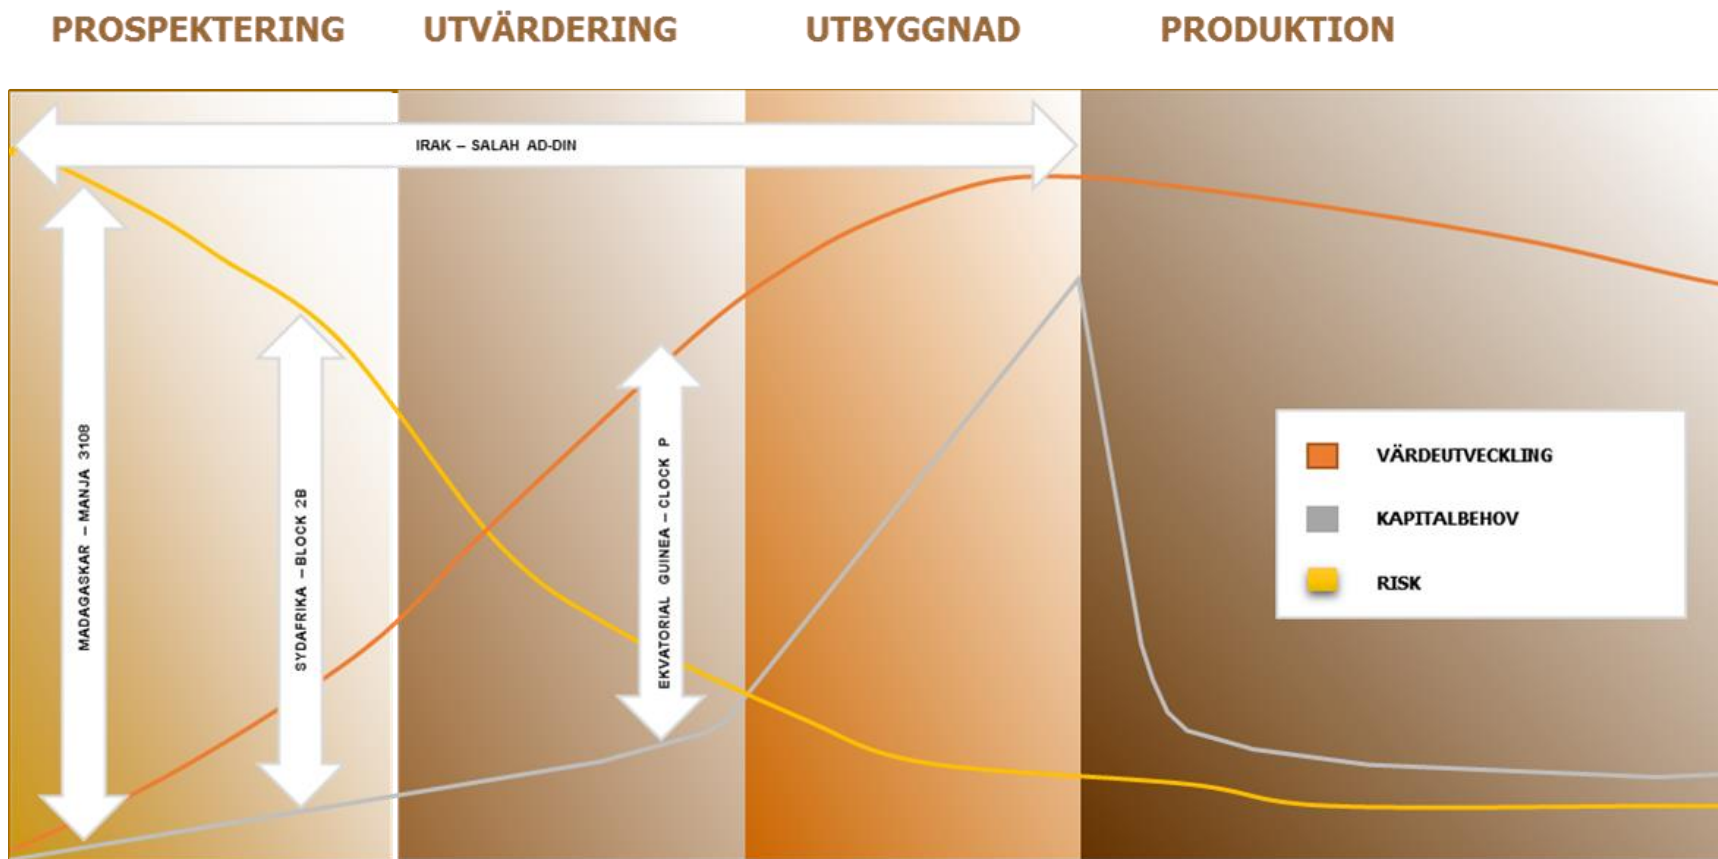 PROSPEKTERING UTVÄRDERING UTBYGGNAD PRODUKTION
IRAK – SALAH AD-DIN
MADAGASKAR – MANJA 3108
SYDAFRIKA – BLOCK 2B
EKVATORIAL GUINEA – CLOCK P
VÄRDEUTVECKLING
KAPITALBEHOV
RISK